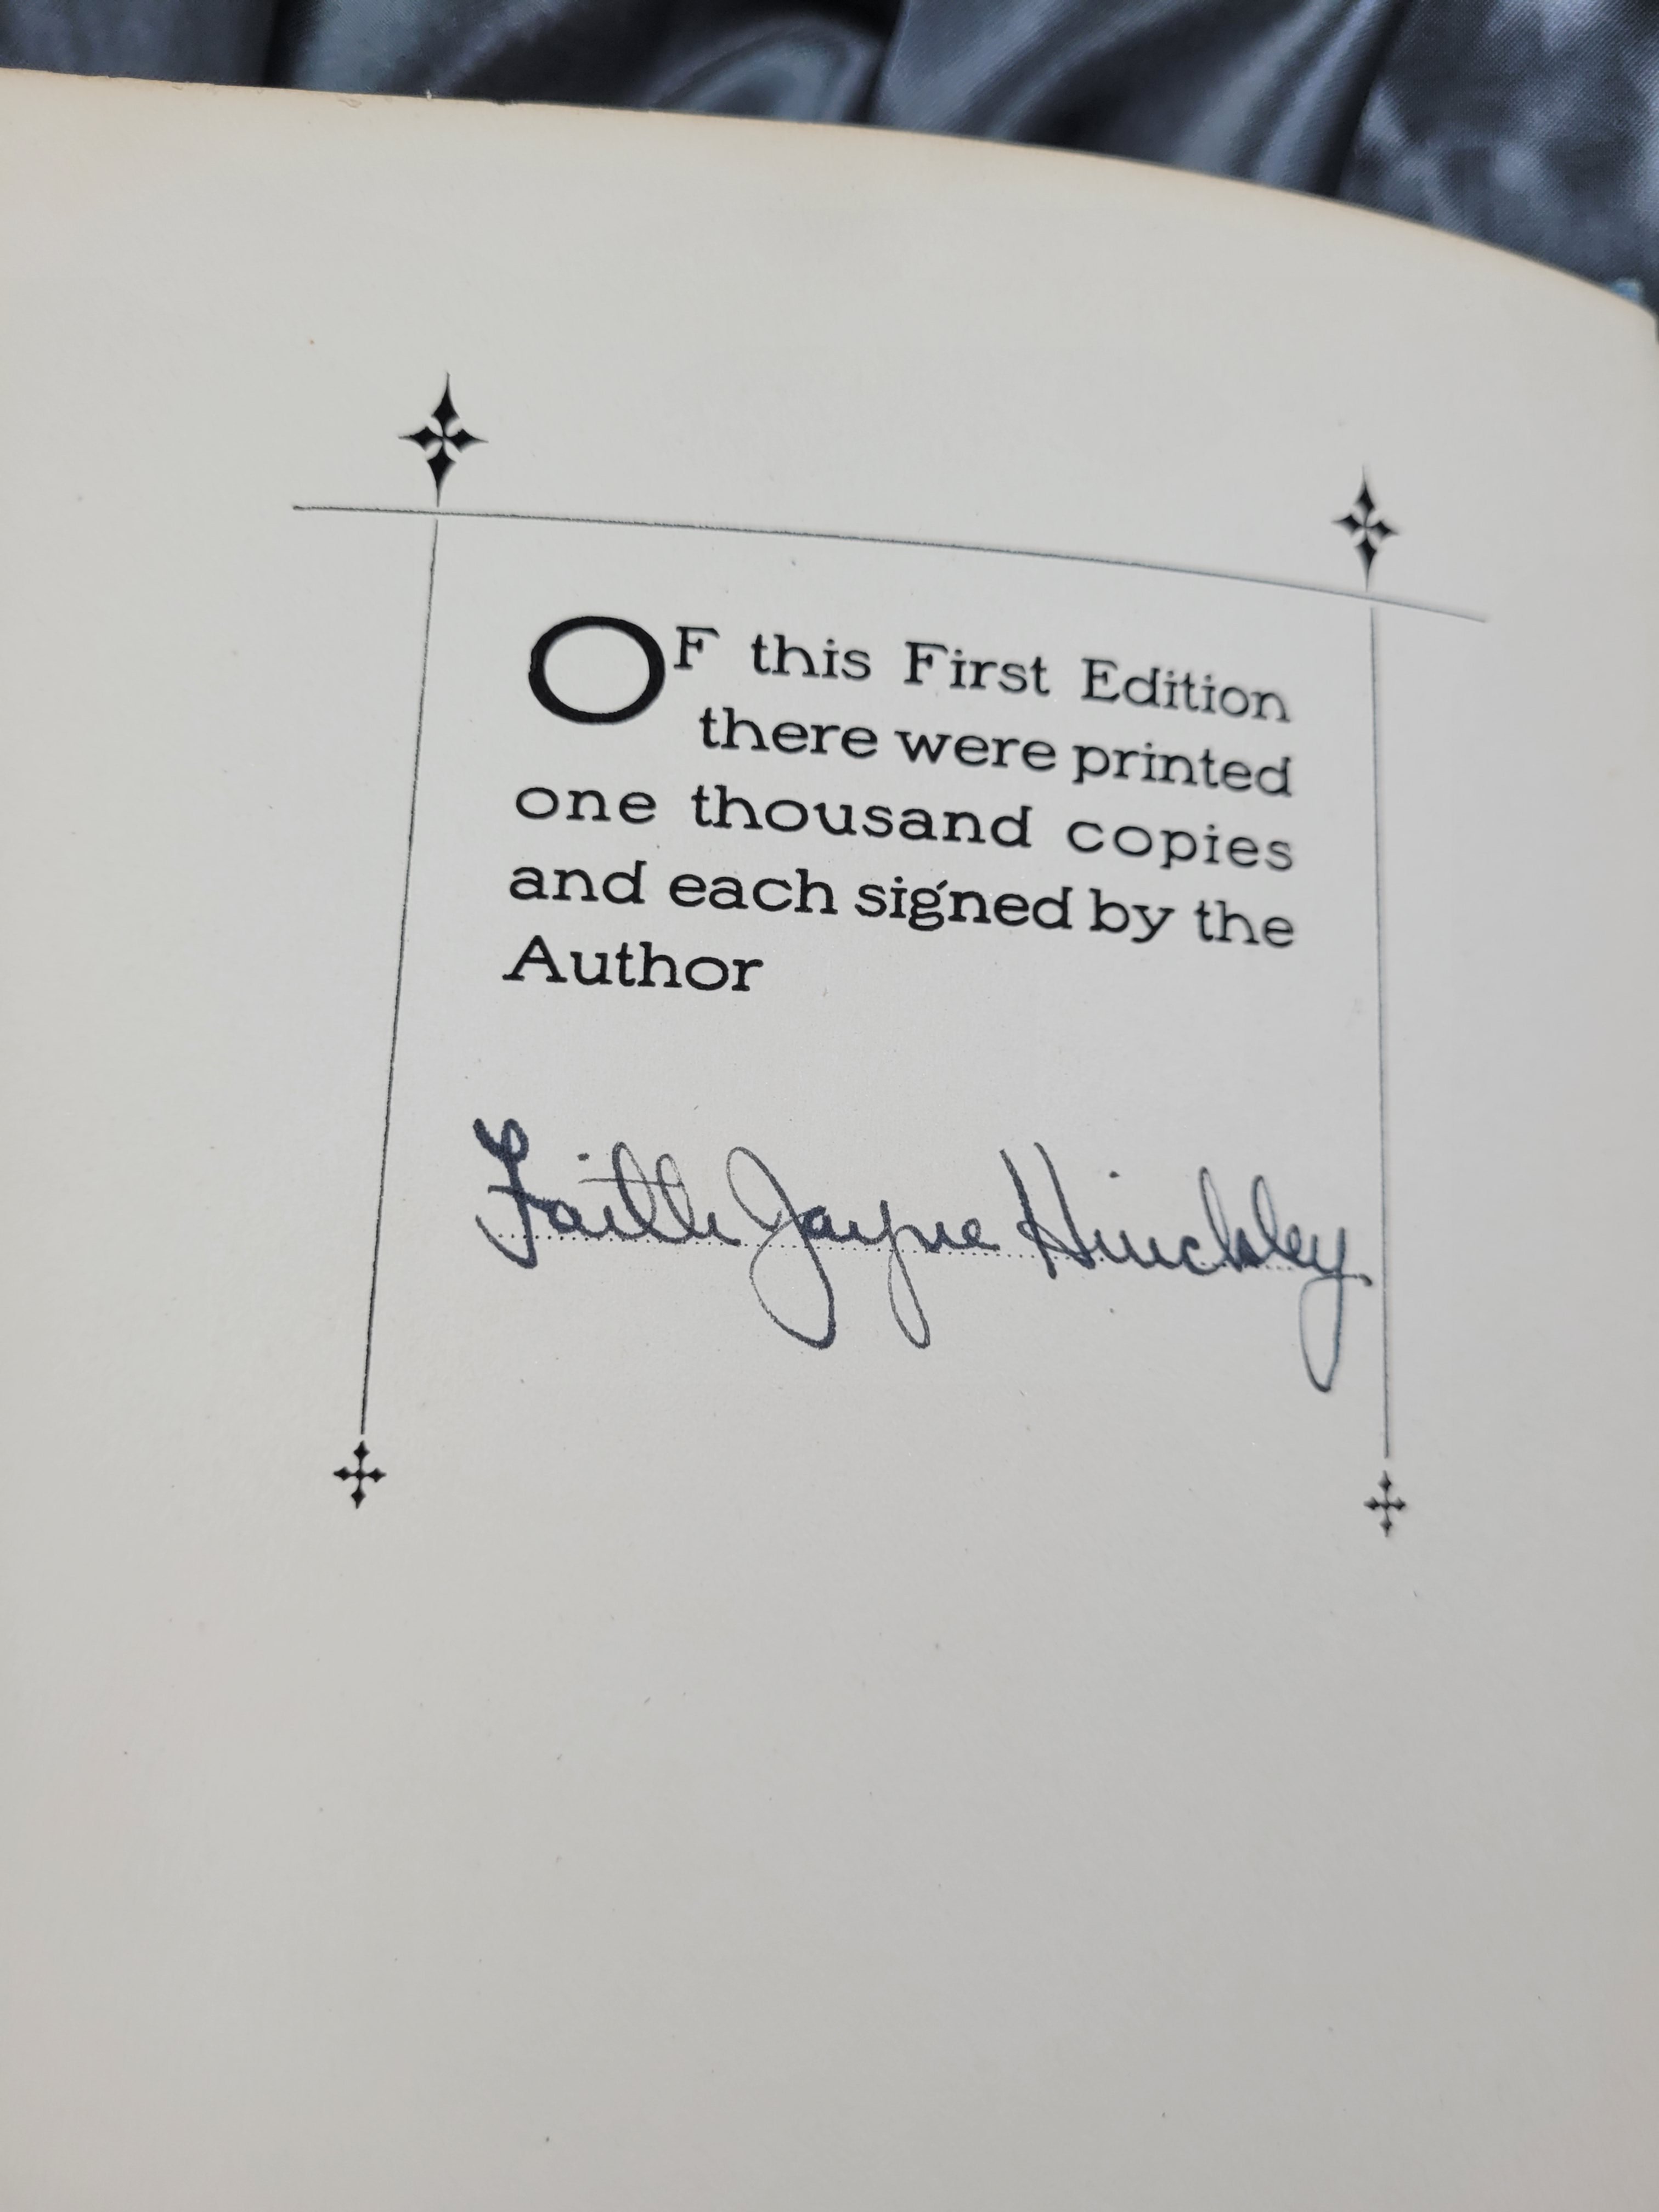 OF this First Edition
there were printed
one thousand copies
and each signed by the
Author
Faith Jayne Hinckley